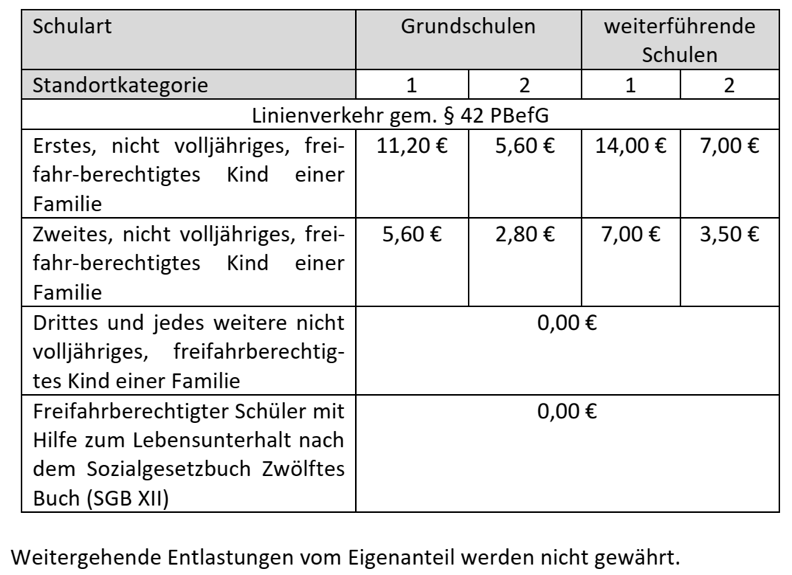 Schulart Grundschulen weiterführende
Schulen
Standortkategorie 1 2 1 2
Linienverkehr gem. § 42 PBefG
Erstes, nicht volljähriges, frei- 11,20 € 5,60 € 14,00 € 7,00 €
fahr-berechtigtes Kind einer
Familie
Zweites, nicht volljähriges, frei- 5,60 € 2,80 € 7,00 € 3,50 €
fahr-berechtigtes Kind einer
Familie
Drittes und jedes weitere nicht 0,00 €
volljähriges, freifahrberechtig-
tes Kind einer Familie
Freifahrberechtigter Schüler mit 0,00 €
Hilfe zum Lebensunterhalt nach
dem Sozialgesetzbuch Zwölftes
Buch (SGB XII)
Weitergehende Entlastungen vom Eigenanteil werden nicht gewährt.